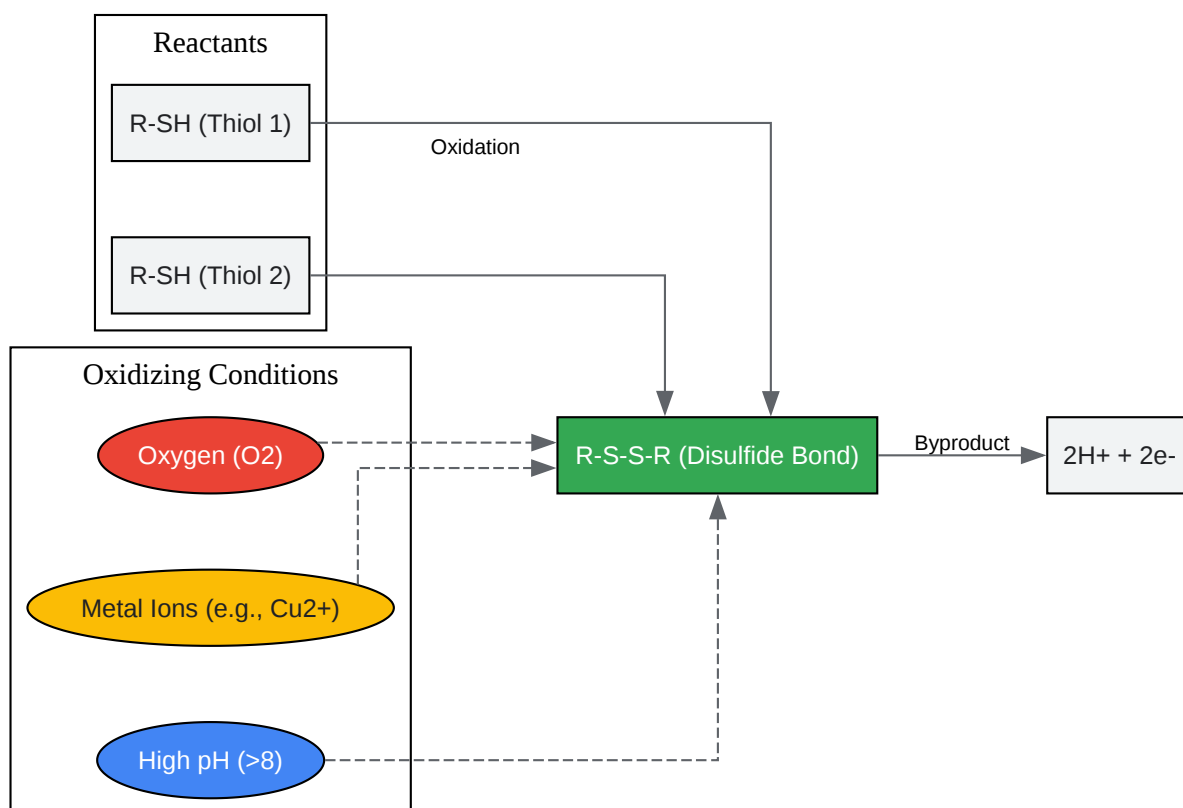 Reactants
R-SH (Thiol 1)
Oxidation
R-SH (Thiol 2)
Oxidizing Conditions
Oxygen (O2)
R-S-S-R (Disulfide Bond)
Byproduct
2H+ + 2e-
Metal Ions (e.g., Cu2+)
High pH (>8)